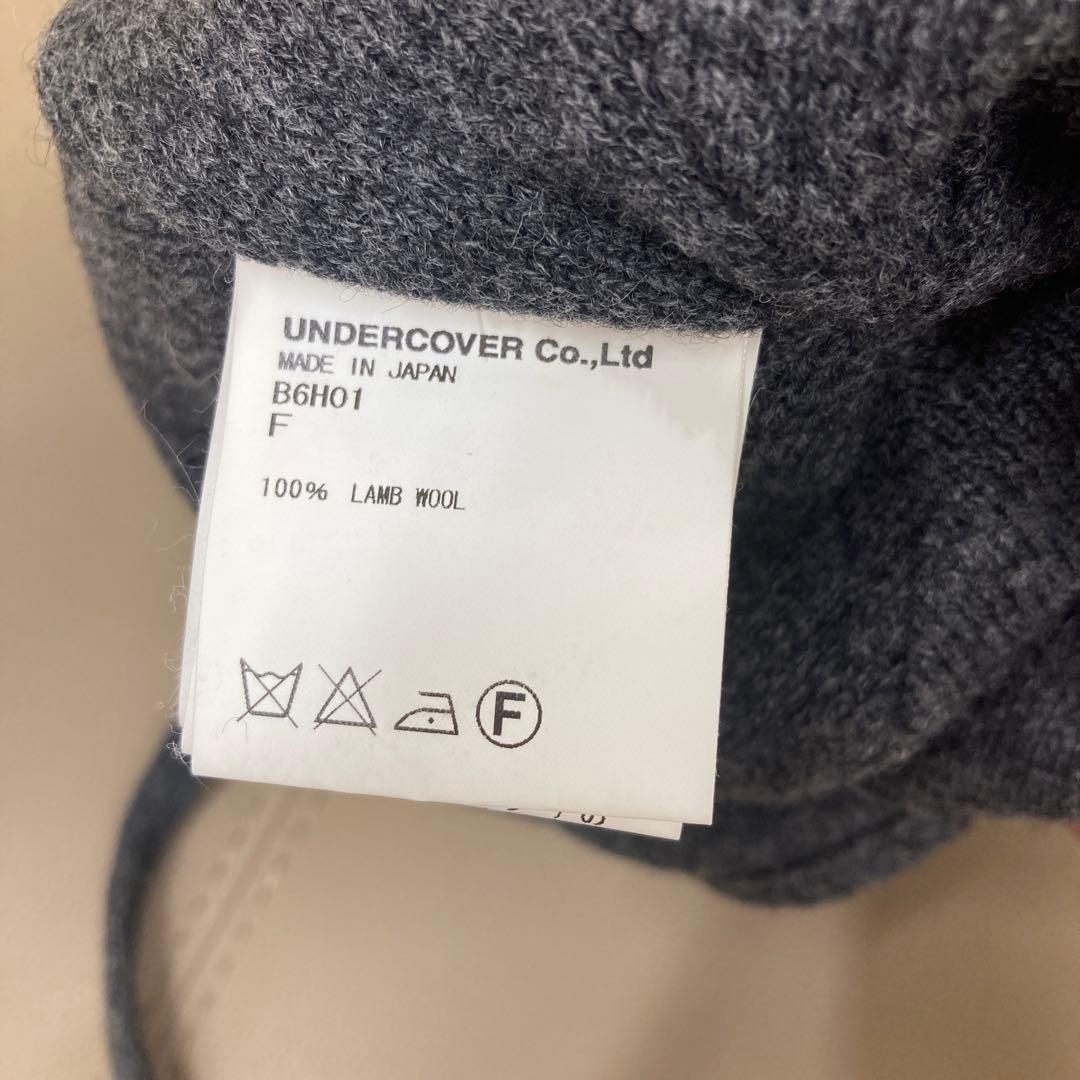 UNDERCOVER Co.,Ltd
MADE IN JAPAN
B6H01
F
100% LAMB WOOL
F